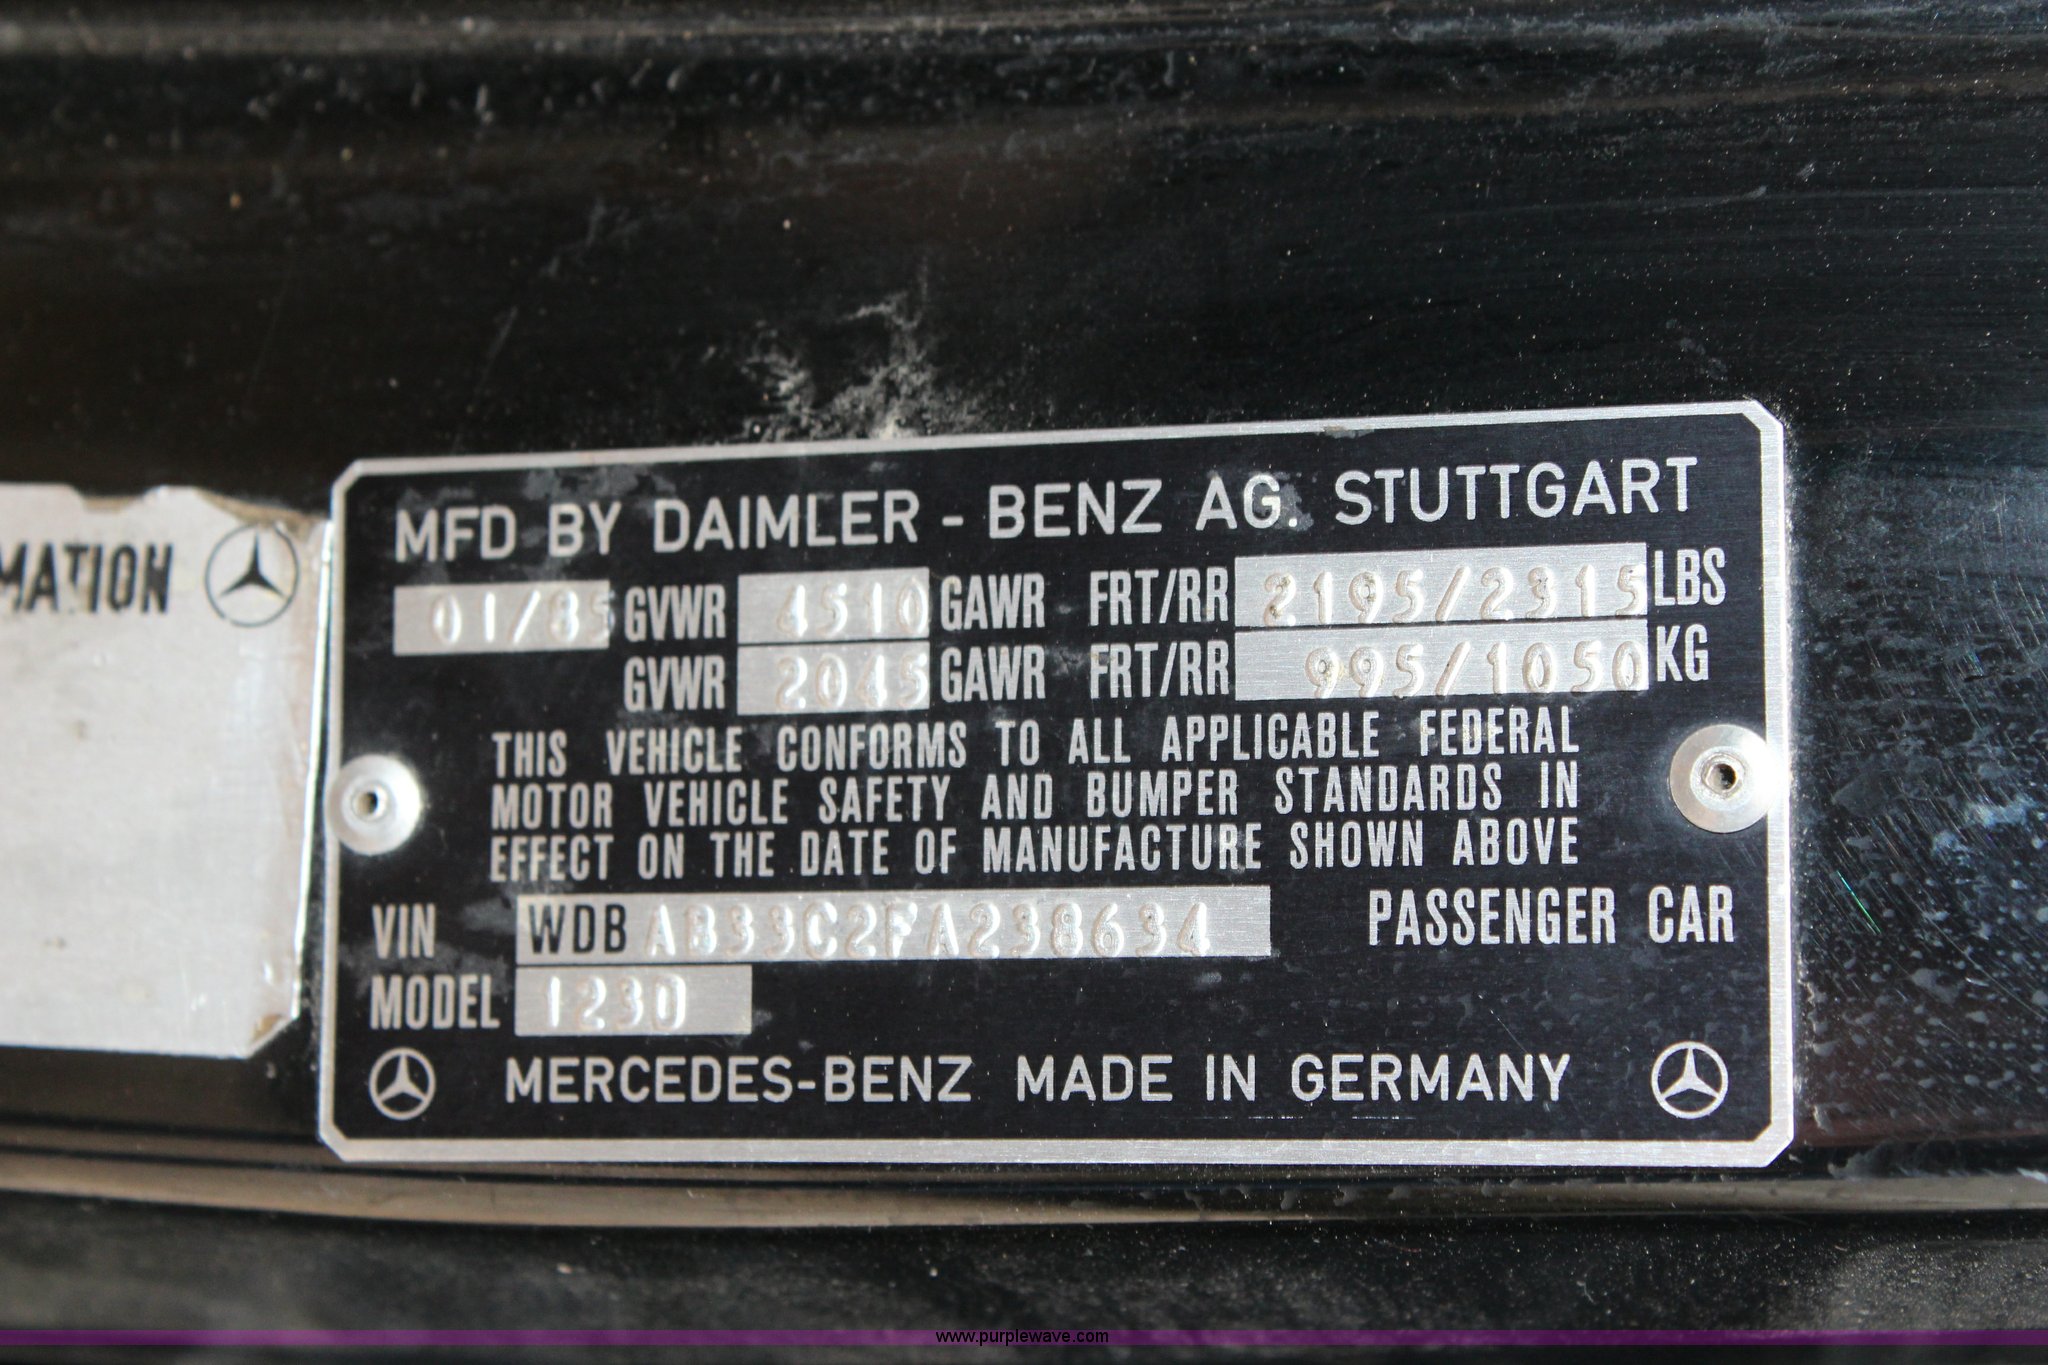 MATION
MFD BY DAIMLER - BENZ AG. STUTTGART
01/85 GVWR 4510 GAWR FRT/RR 2195/2315 LBS
GVWR 2045 GAWR FRT/RR 995/1050 KG
THIS VEHICLE CONFORMS TO ALL APPLICABLE FEDERAL
MOTOR VEHICLE SAFETY AND BUMPER STANDARDS IN
EFFECT ON THE DATE OF MANUFACTURE SHOWN ABOVE
VIN WDB AB33C2FA238634 PASSENGER CAR
MODEL 123D
MERCEDES-BENZ MADE IN GERMANY
www.purplewave.com